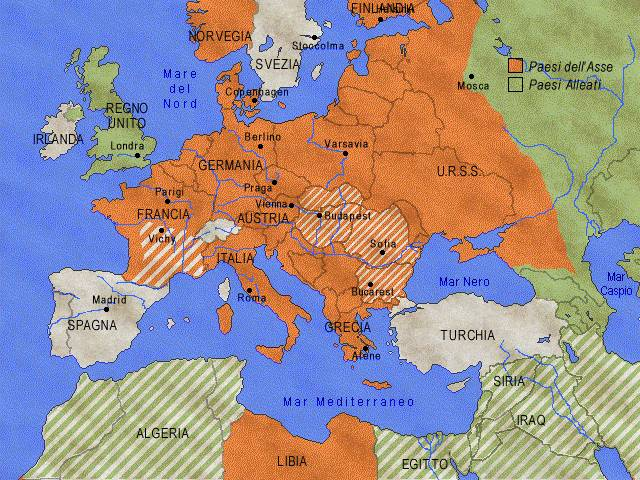 FINLANDIA
Helsinki
NORVEGIA
Stoccolma
SVEZIA
Mare
del
Nord
Paesi dell'Asse
Mosca
Paesi Alleati
Copenhagen
REGNO
UNITO
IRLANDA
Londra
Berlino
Varsavia
GERMANIA
U.R.S.S.
Praga
Parigi
Vienna
FRANCIA
AUSTRIA
Budapest
Vichy
Sofia
ITALIA
Mar Nero
Mar
Caspio
Bucarest
Madrid
Roma
SPAGNA
GRECIA
TURCHIA
Atene
SIRIA
Mar Mediterraneo
IRAQ
ALGERIA
LIBIA
EGITTO